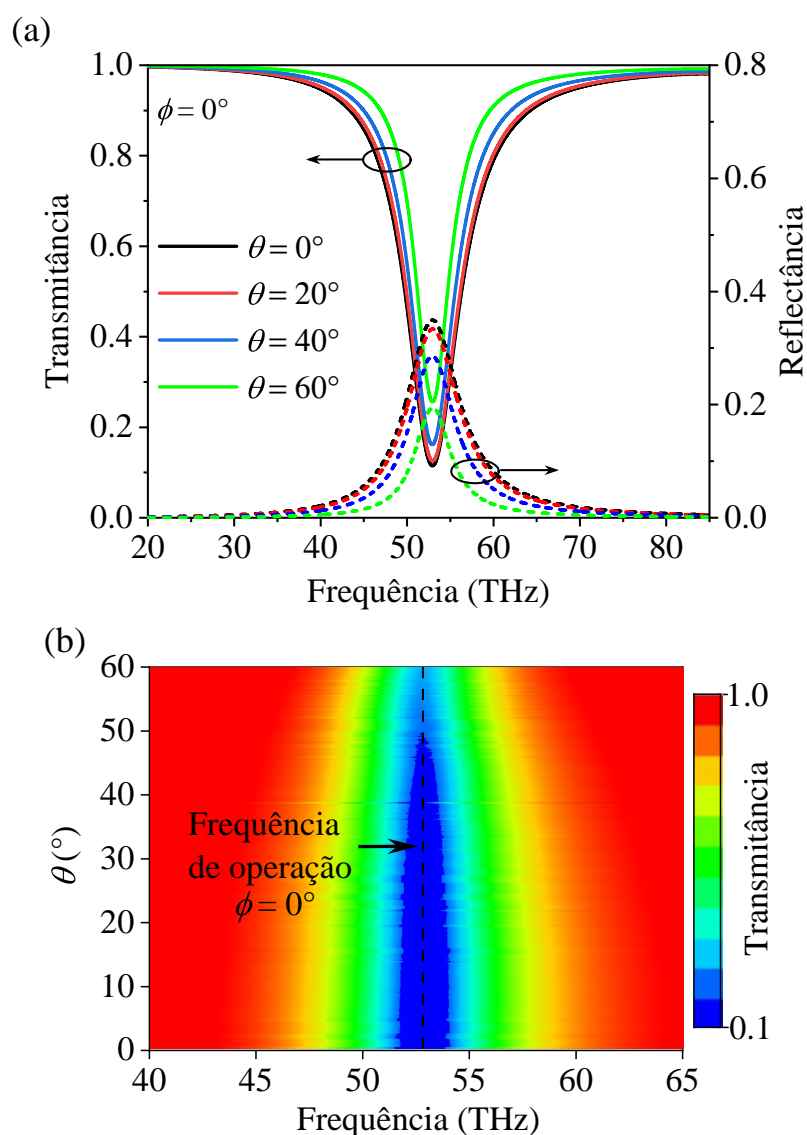 (a)
1.0
0.8
0.6
0.4
0.2
0.0
Transmitância
ϕ = 0°
θ = 0°
θ = 20°
θ = 40°
θ = 60°
0.8
0.6
0.4
0.2
0.0
Reflectância
20 30 40 50 60 70 80
Frequência (THz)
(b)
60
50
40
30
20
10
0
θ (°)
Frequência
de operação
ϕ = 0°
1.0
Transmitância
0.1
40 45 50 55 60 65
Frequência (THz)